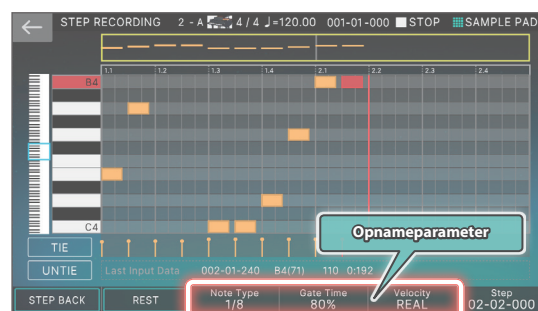 STEP RECORDING 2 - A 4 / 4 ♩=120.00 001-01-000 STOP SAMPLE PAD
1.1 1.2 1.3 1.4 2.1 2.2 2.3 2.4
B4
C4
Opnameparameter
TIE
UNTIE Last Input Data 002-01-240 B4(71) 110 0:192
STEP BACK REST Note Type Gate Time Velocity Step
1/8 80% REAL 02-02-000